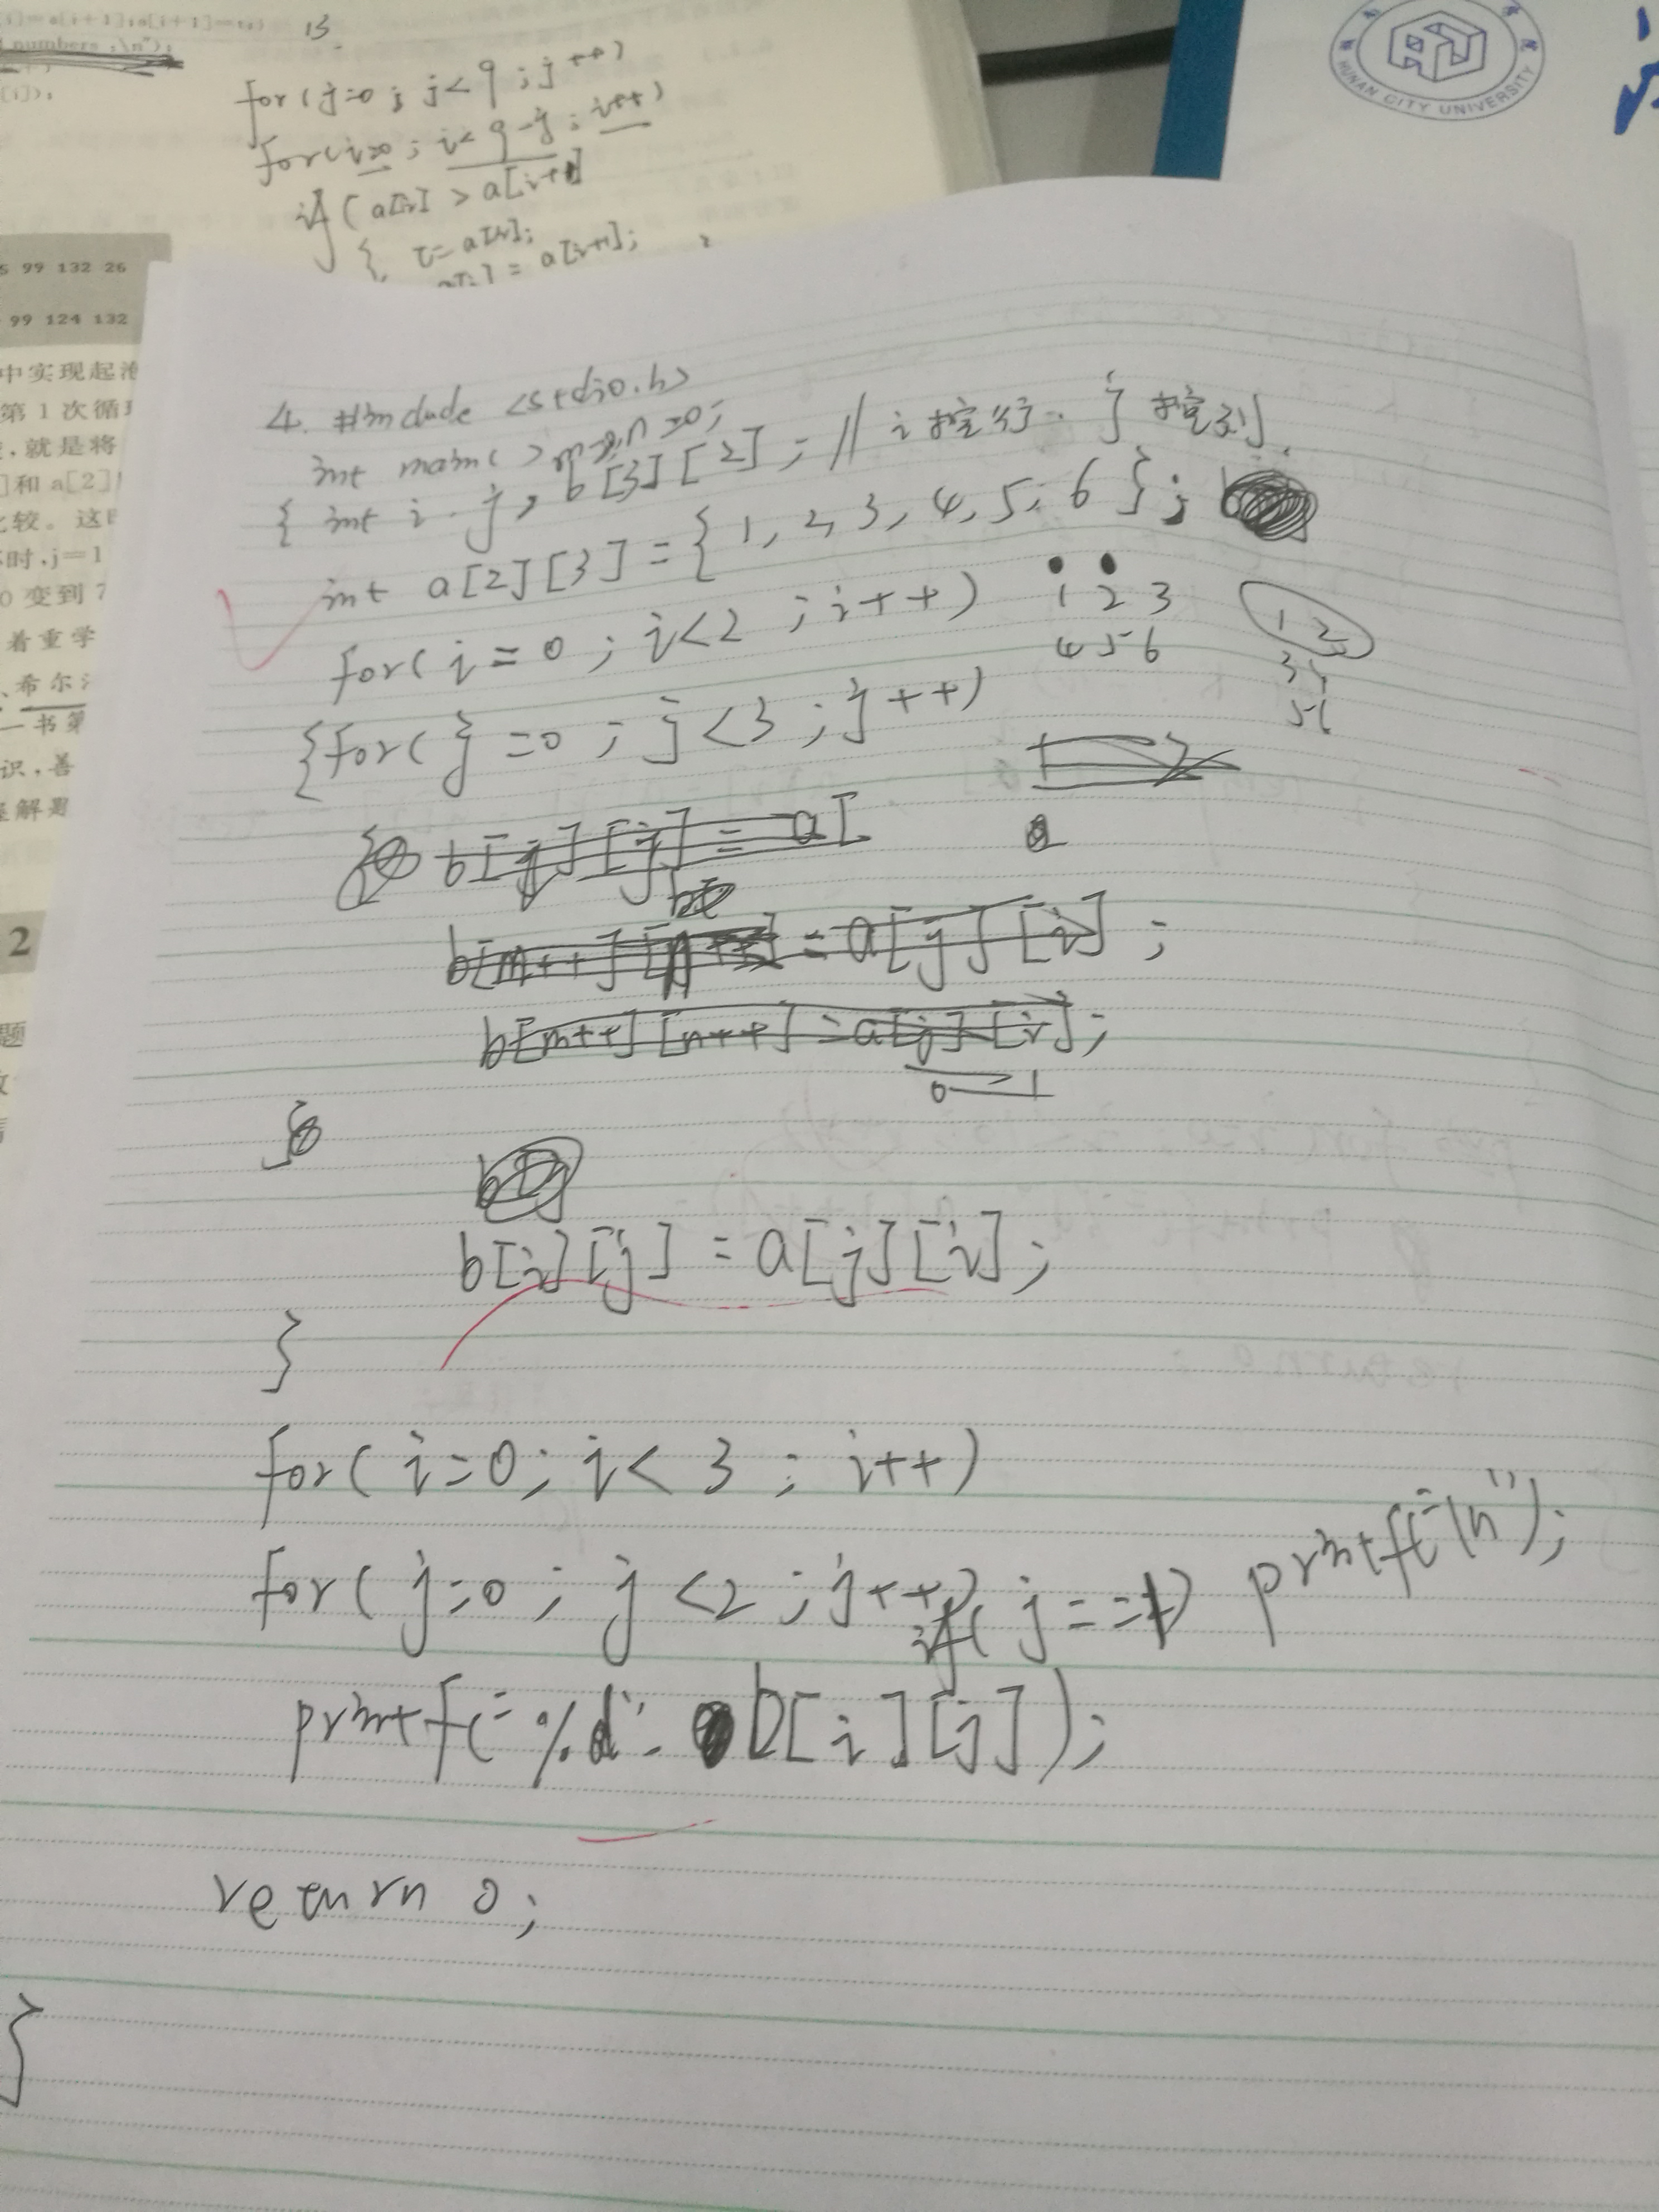 i]=a[i+1];a[i+1]=t;}
numbers :\n");
[i]);
13.
for(j=0; j<9; j++)
for(i=0; i<9-j; i++)
if(a[i] > a[i+1]
{ t=a[i];
a[i] = a[i+1];
HUNAN CITY UNIVERSITY
5 99 132 26
99 124 132
中实现起泡
第1次循环
,就是将
]和a[2]
比较。这
时,j=1
0变到7
着重学
、希尔
一书第
识,善
解题
2
题
4. #include <stdio.h>
int main( ) m=0,n=0;
{ int i, j, b[3][2]; // i控行. j控列.
int a[2][3]={1,2,3,4,5,6};
for( i=0; i<2; i++)
1 2 3
4 5 6
1 2
3 4
5 6
{for( j=0; j<3; j++)
b[j][j]=a[
b[m++][n++]=a[j][i];
b[m++][n++]=a[j][i];
0 1
b[i][j]=a[j][i];
}
for( i=0; i<3; i++)
for( j=0; j<2; j++) if( j==1) printf("\n");
printf("%d", b[i][j]);
return 0;
}